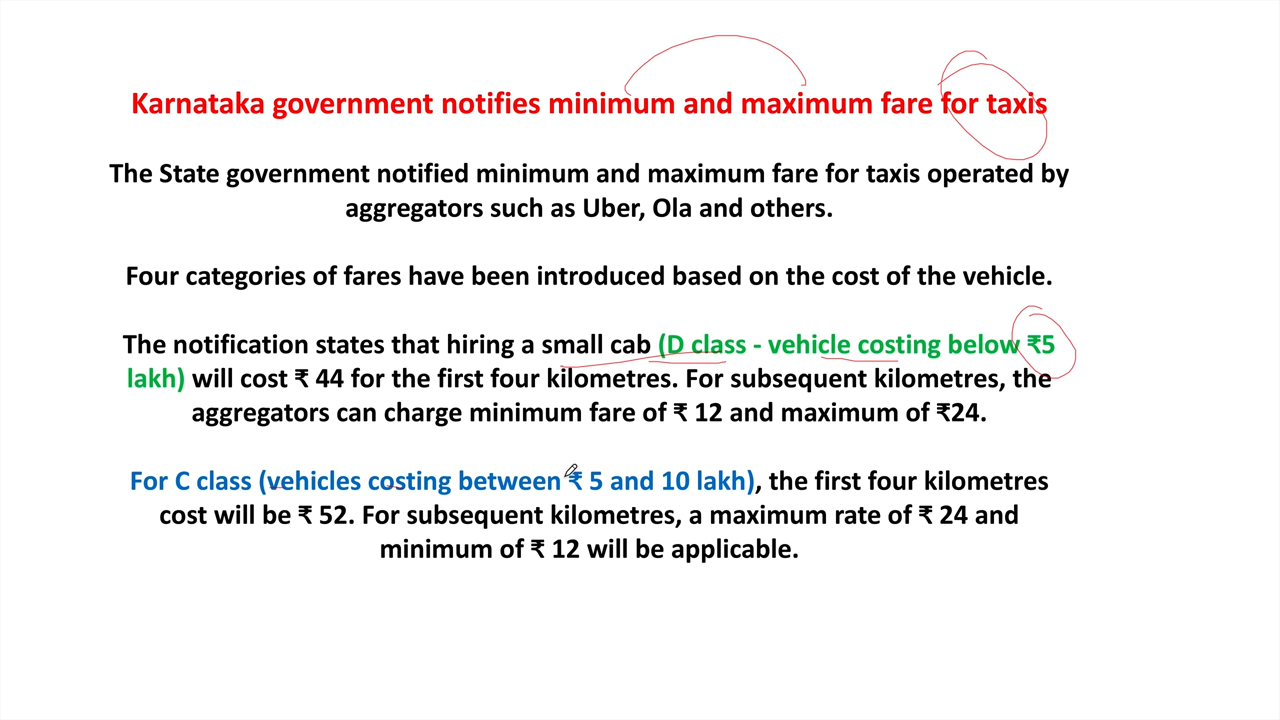 Karnataka government notifies minimum and maximum fare for taxis
The State government notified minimum and maximum fare for taxis operated by
aggregators such as Uber, Ola and others.
Four categories of fares have been introduced based on the cost of the vehicle.
The notification states that hiring a small cab (D class - vehicle costing below ₹5
lakh) will cost ₹ 44 for the first four kilometres. For subsequent kilometres, the
aggregators can charge minimum fare of ₹ 12 and maximum of ₹24.
For C class (vehicles costing between ₹ 5 and 10 lakh), the first four kilometres
cost will be ₹ 52. For subsequent kilometres, a maximum rate of ₹ 24 and
minimum of ₹ 12 will be applicable.